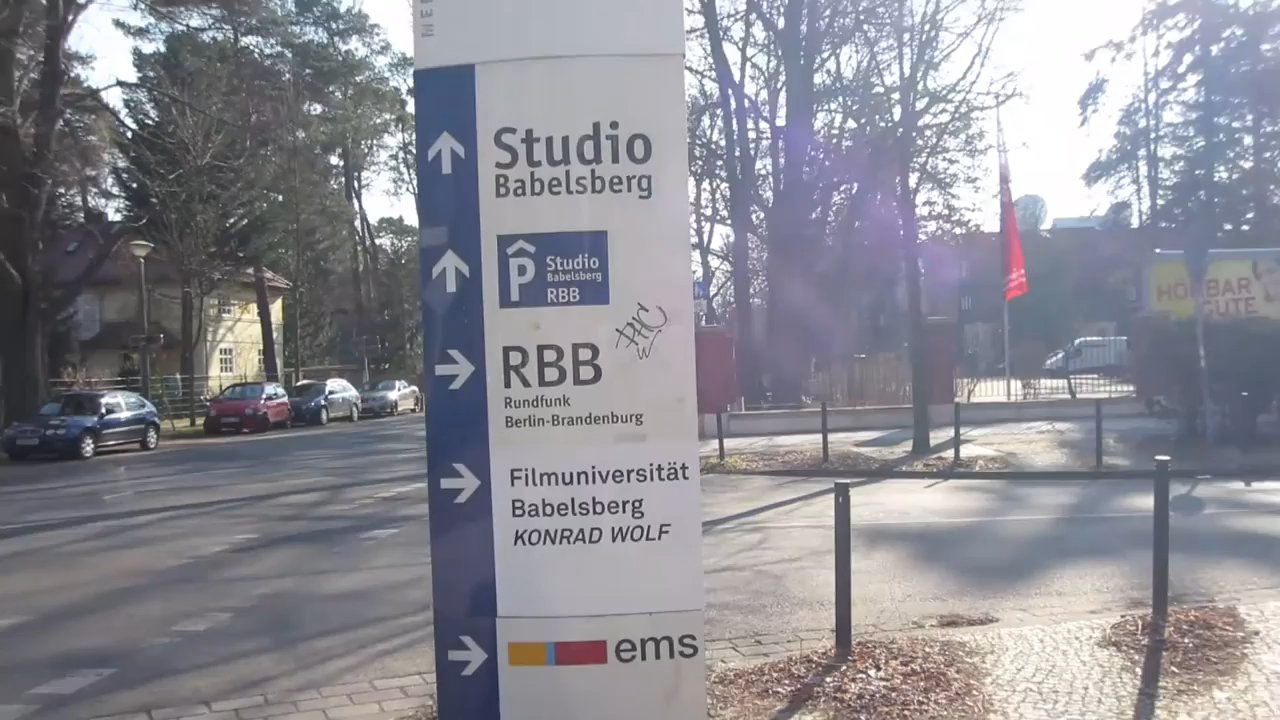 Studio
Babelsberg
P
Studio
Babelsberg
RBB
RBB
Rundfunk
Berlin-Brandenburg
Filmuniversität
Babelsberg
KONRAD WOLF
ems